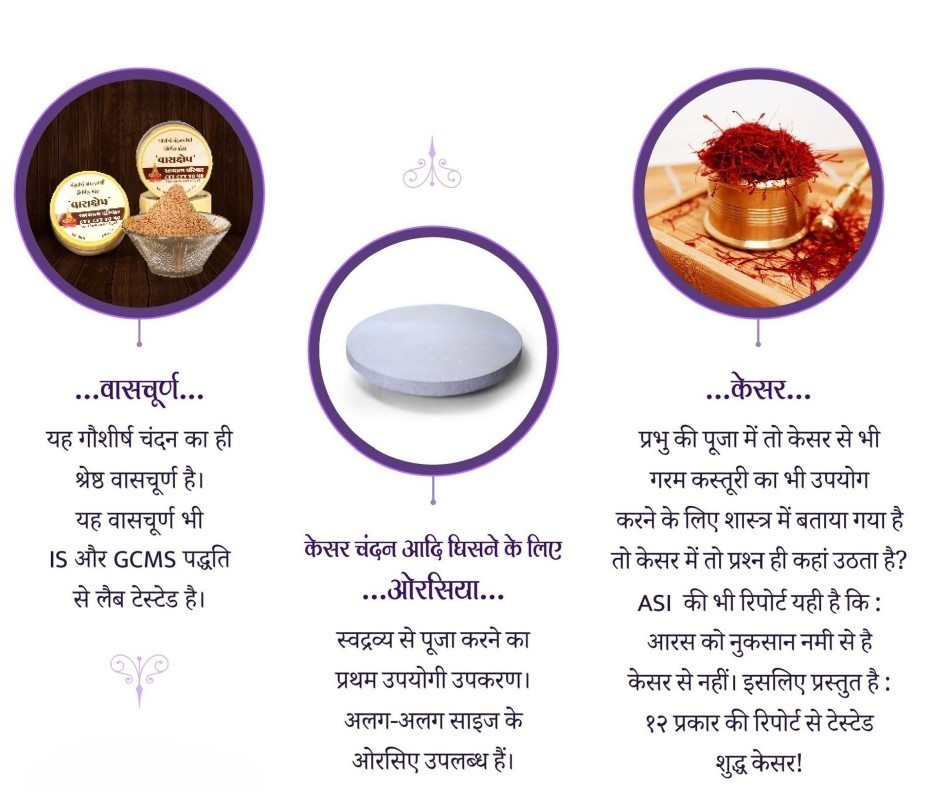 'વાસક્ષેપ'
'વાસક્ષેપ'
...वासचूर्ण...
यह गौशीर्ष चंदन का ही
श्रेष्ठ वासचूर्ण है।
यह वासचूर्ण भी
IS और GCMS पद्धति
से लैब टेस्टेड है।
केसर चंदन आदि घिसने के लिए
...ओरसिया...
स्वद्रव्य से पूजा करने का
प्रथम उपयोगी उपकरण।
अलग-अलग साइज के
ओरसिए उपलब्ध हैं।
...केसर...
प्रभु की पूजा में तो केसर से भी
गरम कस्तूरी का भी उपयोग
करने के लिए शास्त्र में बताया गया है
तो केसर में तो प्रश्न ही कहां उठता है?
ASI की भी रिपोर्ट यही है कि :
आरस को नुकसान नमी से है
केसर से नहीं। इसलिए प्रस्तुत है :
१२ प्रकार की रिपोर्ट से टेस्टेड
शुद्ध केसर!